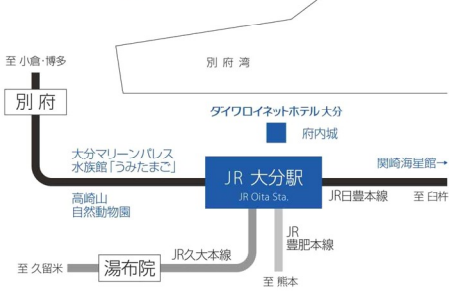 至 小倉・博多
別府湾
別 府
ダイワロイネットホテル 大分
府内城
大分マリーンパレス
水族館「うみたまご」
関崎海星館→
JR 大分駅
JR Oita Sta.
高崎山
自然動物園
JR日豊本線
至 臼杵
JR
豊肥本線
JR久大本線
至 久留米
湯布院
至 熊本